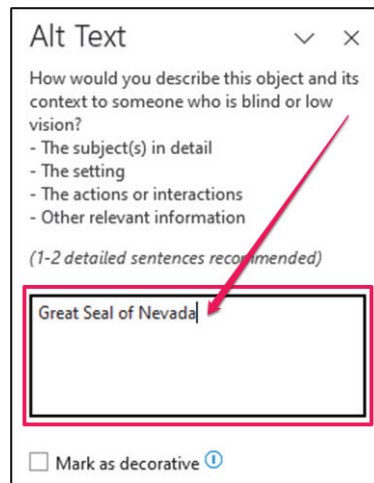 Alt Text
How would you describe this object and its
context to someone who is blind or low
vision?
- The subject(s) in detail
- The setting
- The actions or interactions
- Other relevant information
(1-2 detailed sentences recommended)
Great Seal of Nevada
Mark as decorative